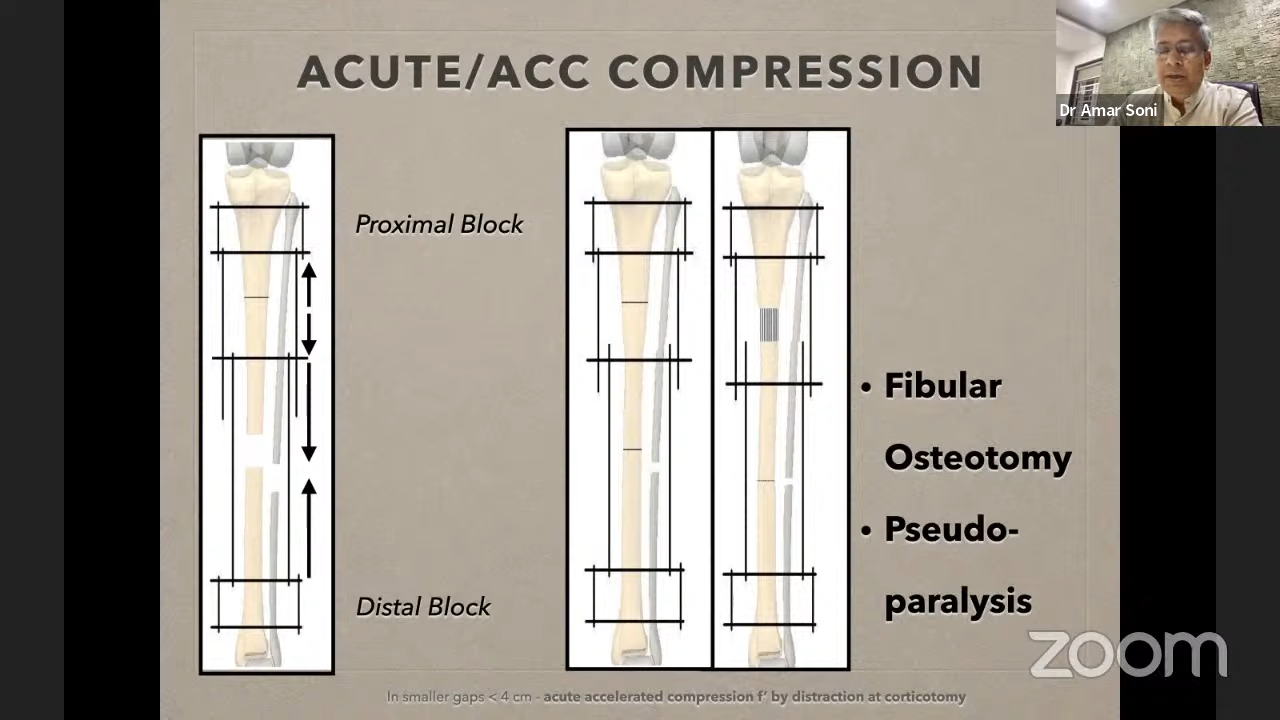 ACUTE/ACC COMPRESSION
Dr Amar Soni
Proximal Block
• Fibular
Osteotomy
• Pseudo-
paralysis
Distal Block
zoom
In smaller gaps < 4 cm - acute accelerated compression f' by distraction at corticotomy